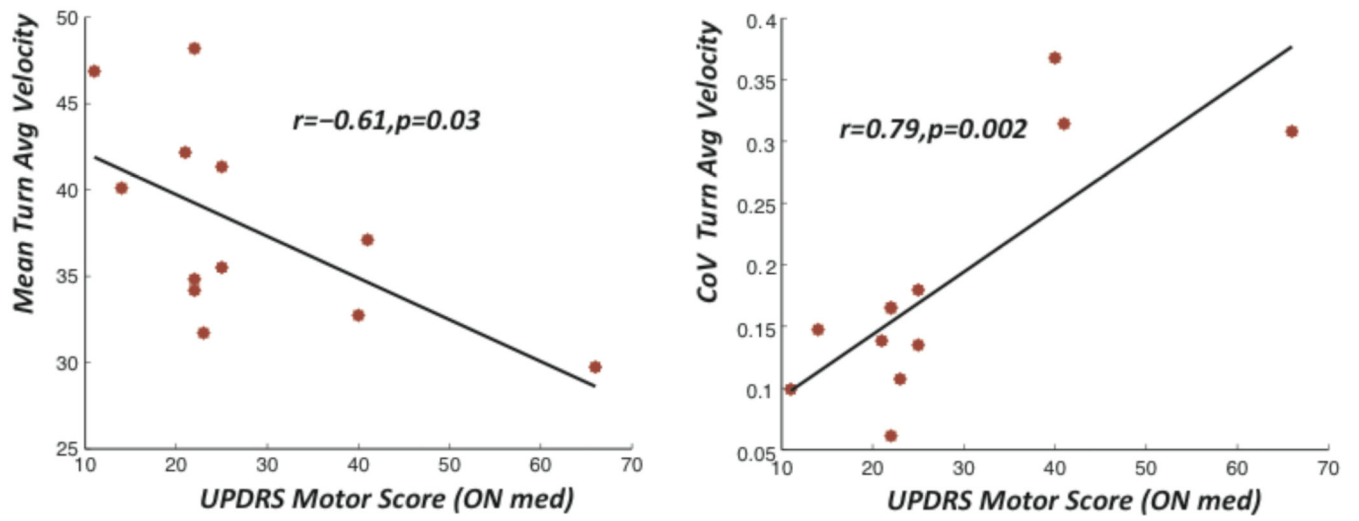 Mean Turn Avg Velocity
50
45
40
35
30
25
r=−0.61,p=0.03
10 20 30 40 50 60 70
UPDRS Motor Score (ON med)
CoV Turn Avg Velocity
0.4
0.35
0.3
0.25
0.2
0.15
0.1
0.05
r=0.79,p=0.002
10 20 30 40 50 60 70
UPDRS Motor Score (ON med)